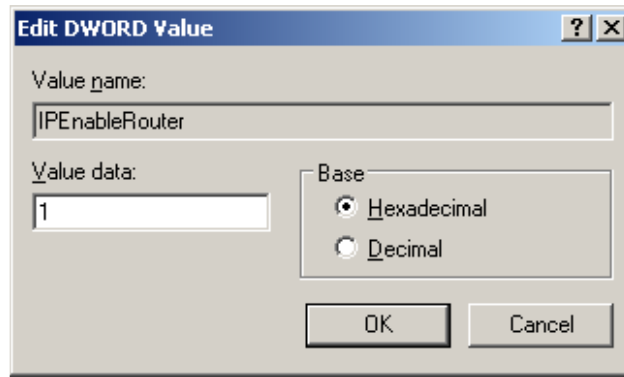 Edit DWORD Value
Value name:
IPEnableRouter
Value data:
1
Base
Hexadecimal
Decimal
OK
Cancel